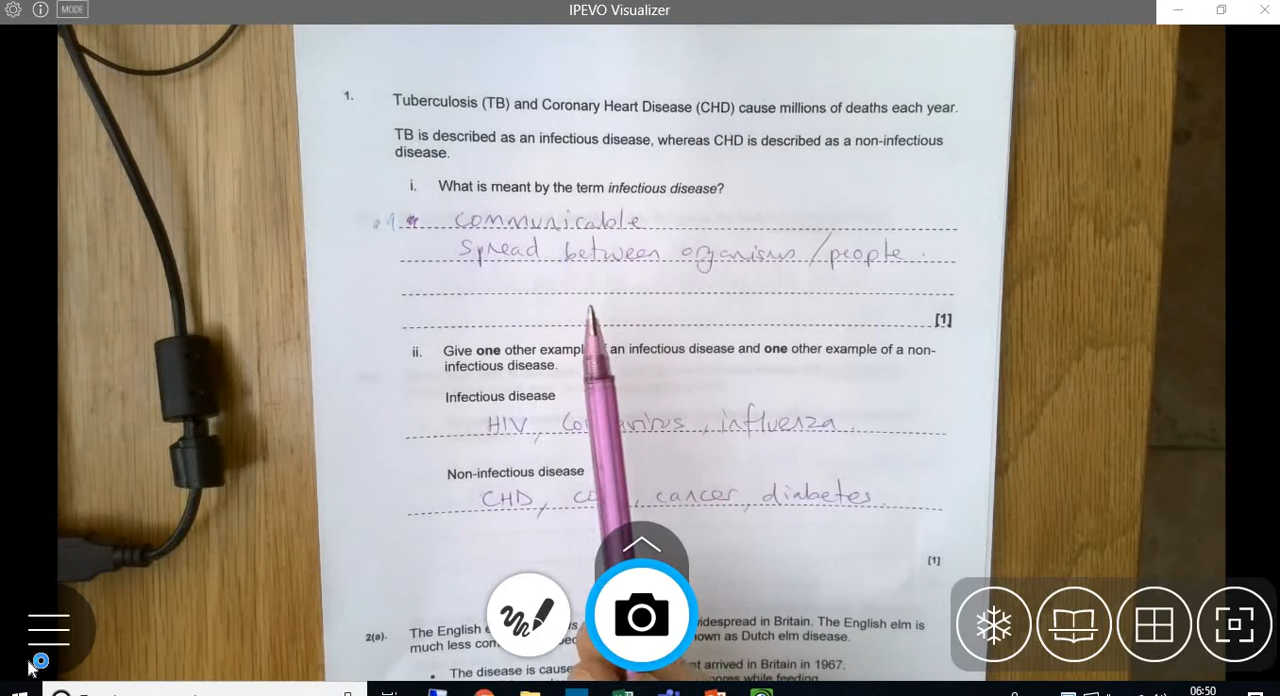 MODE
IPEVO Visualizer
1. Tuberculosis (TB) and Coronary Heart Disease (CHD) cause millions of deaths each year.
TB is described as an infectious disease, whereas CHD is described as a non-infectious
disease.
i. What is meant by the term infectious disease?
communicable
Spread between organisms/people.
[1]
ii. Give one other exampl an infectious disease and one other example of a non-
infectious disease.
Infectious disease
HIV, influenza
Non-infectious disease
CHD, cancer, diabetes.
[1]
2(a). The English idespread in Britain. The English elm is
much less own as Dutch elm disease.
• The disease is cause t arrived in Britain in 1967.
while feeding
06:50